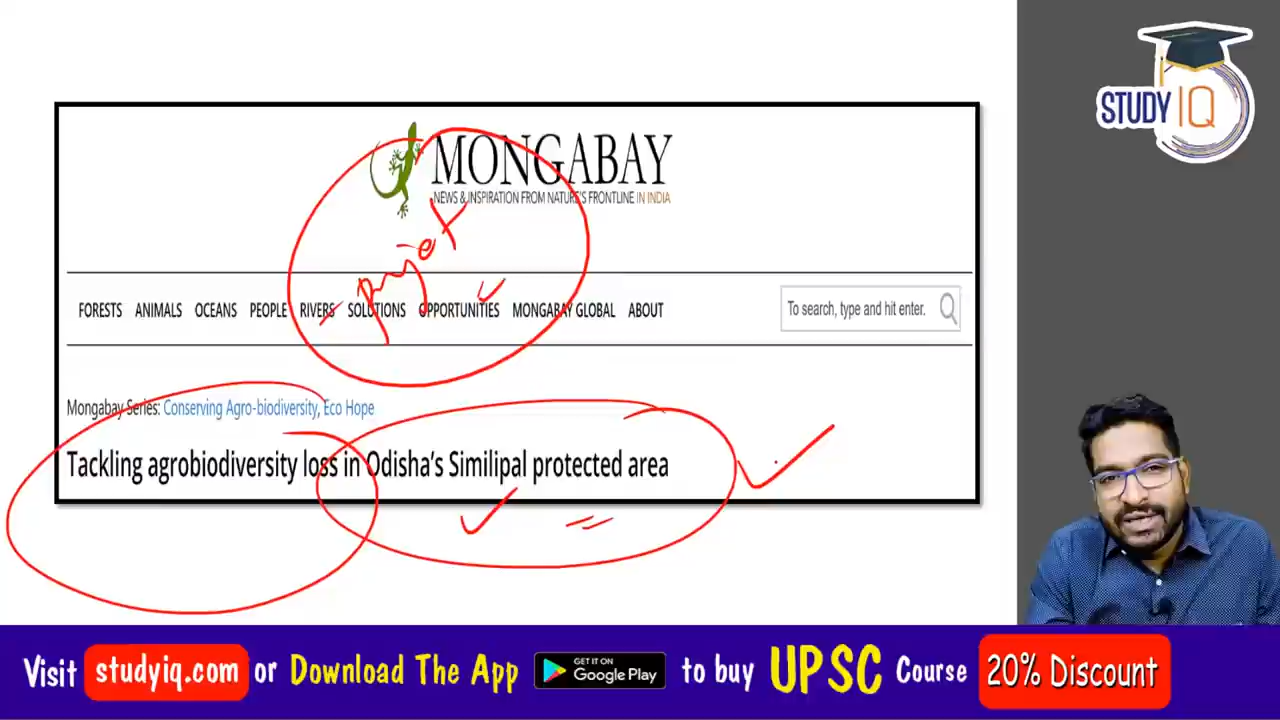 STUDY IQ
MONGABAY
NEWS & INSPIRATION FROM NATURE'S FRONTLINE IN INDIA
FORESTS ANIMALS OCEANS PEOPLE RIVERS SOLUTIONS OPPORTUNITIES MONGABAY GLOBAL ABOUT
To search, type and hit enter.
Mongabay Series: Conserving Agro-biodiversity, Eco Hope
Tackling agrobiodiversity loss in Odisha's Similipal protected area
Visit studyiq.com or Download The App GET IT ON Google Play to buy UPSC Course 20% Discount